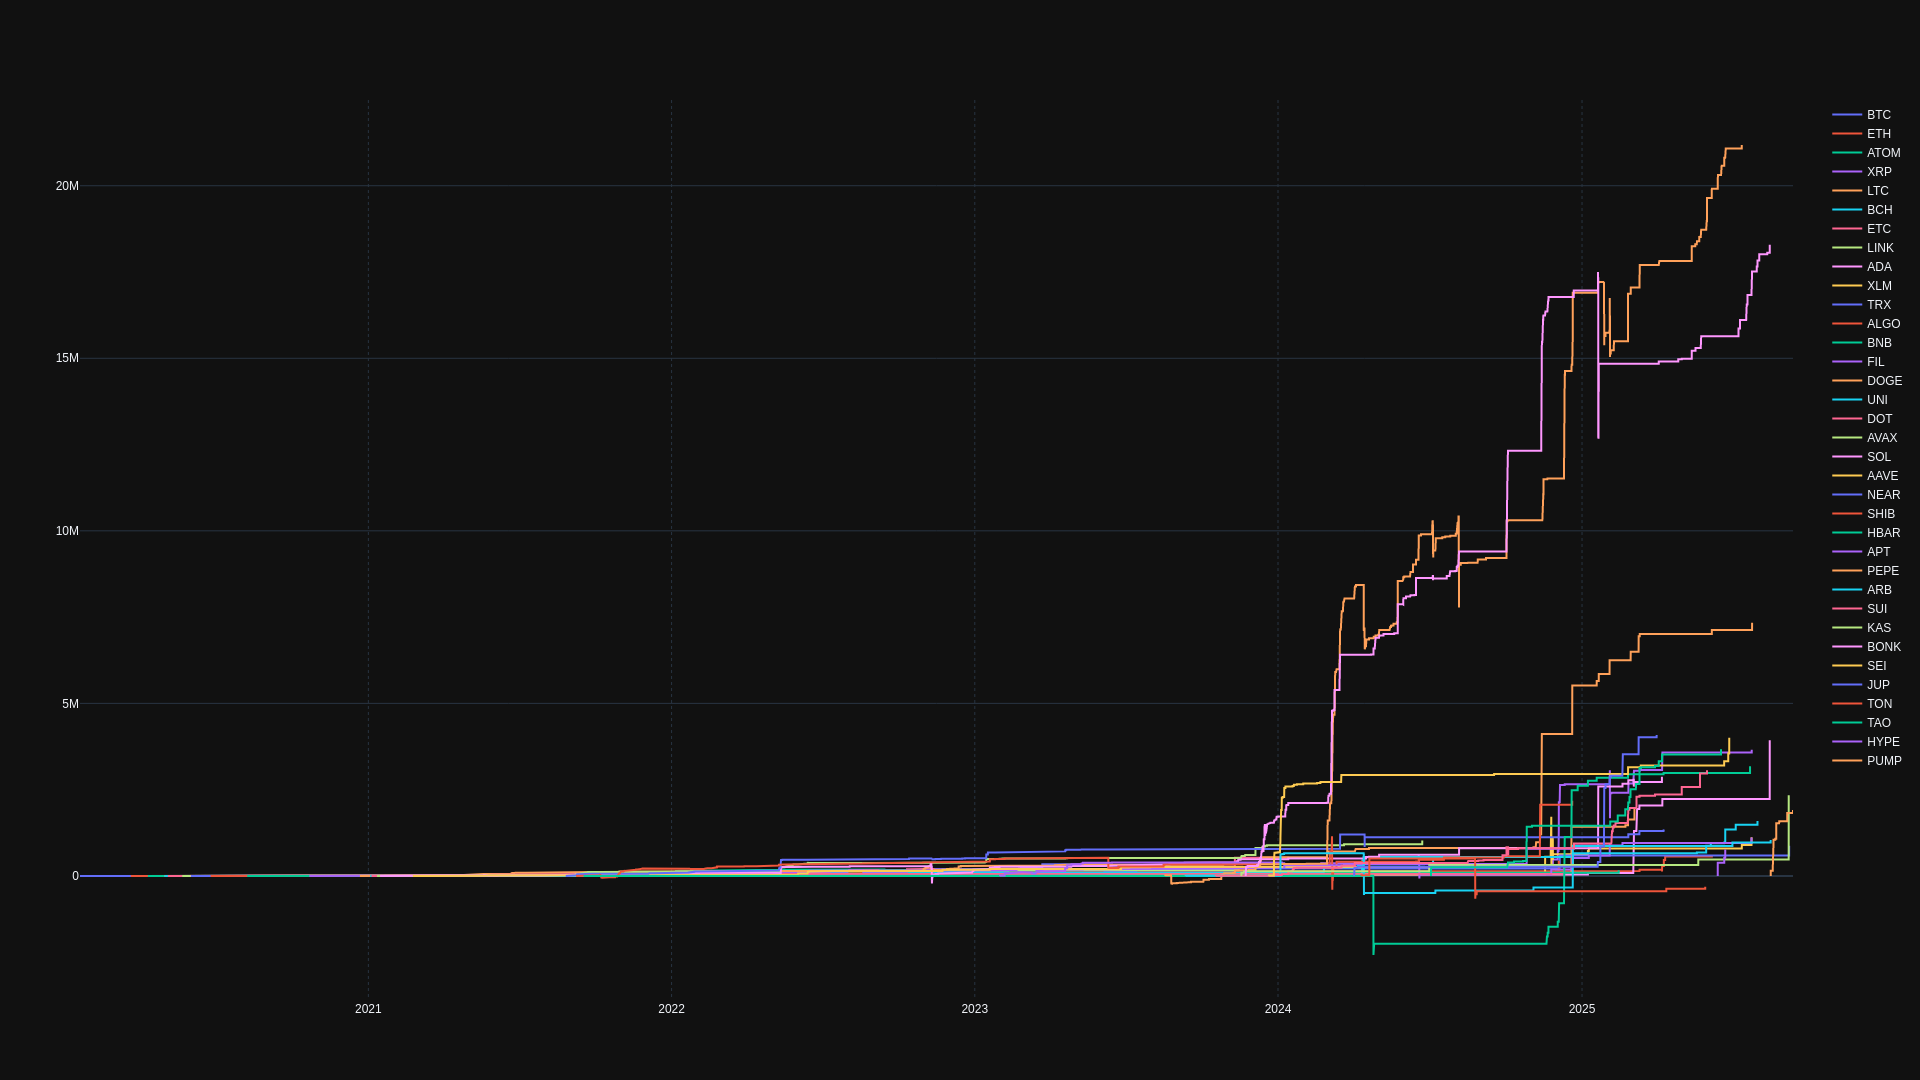 20M
15M
10M
5M
0
2021
2022
2023
2024
2025
BTC
ETH
ATOM
XRP
LTC
BCH
ETC
LINK
ADA
XLM
TRX
ALGO
BNB
FIL
DOGE
UNI
DOT
AVAX
SOL
AAVE
NEAR
SHIB
HBAR
APT
PEPE
ARB
SUI
KAS
BONK
SEI
JUP
TON
TAO
HYPE
PUMP